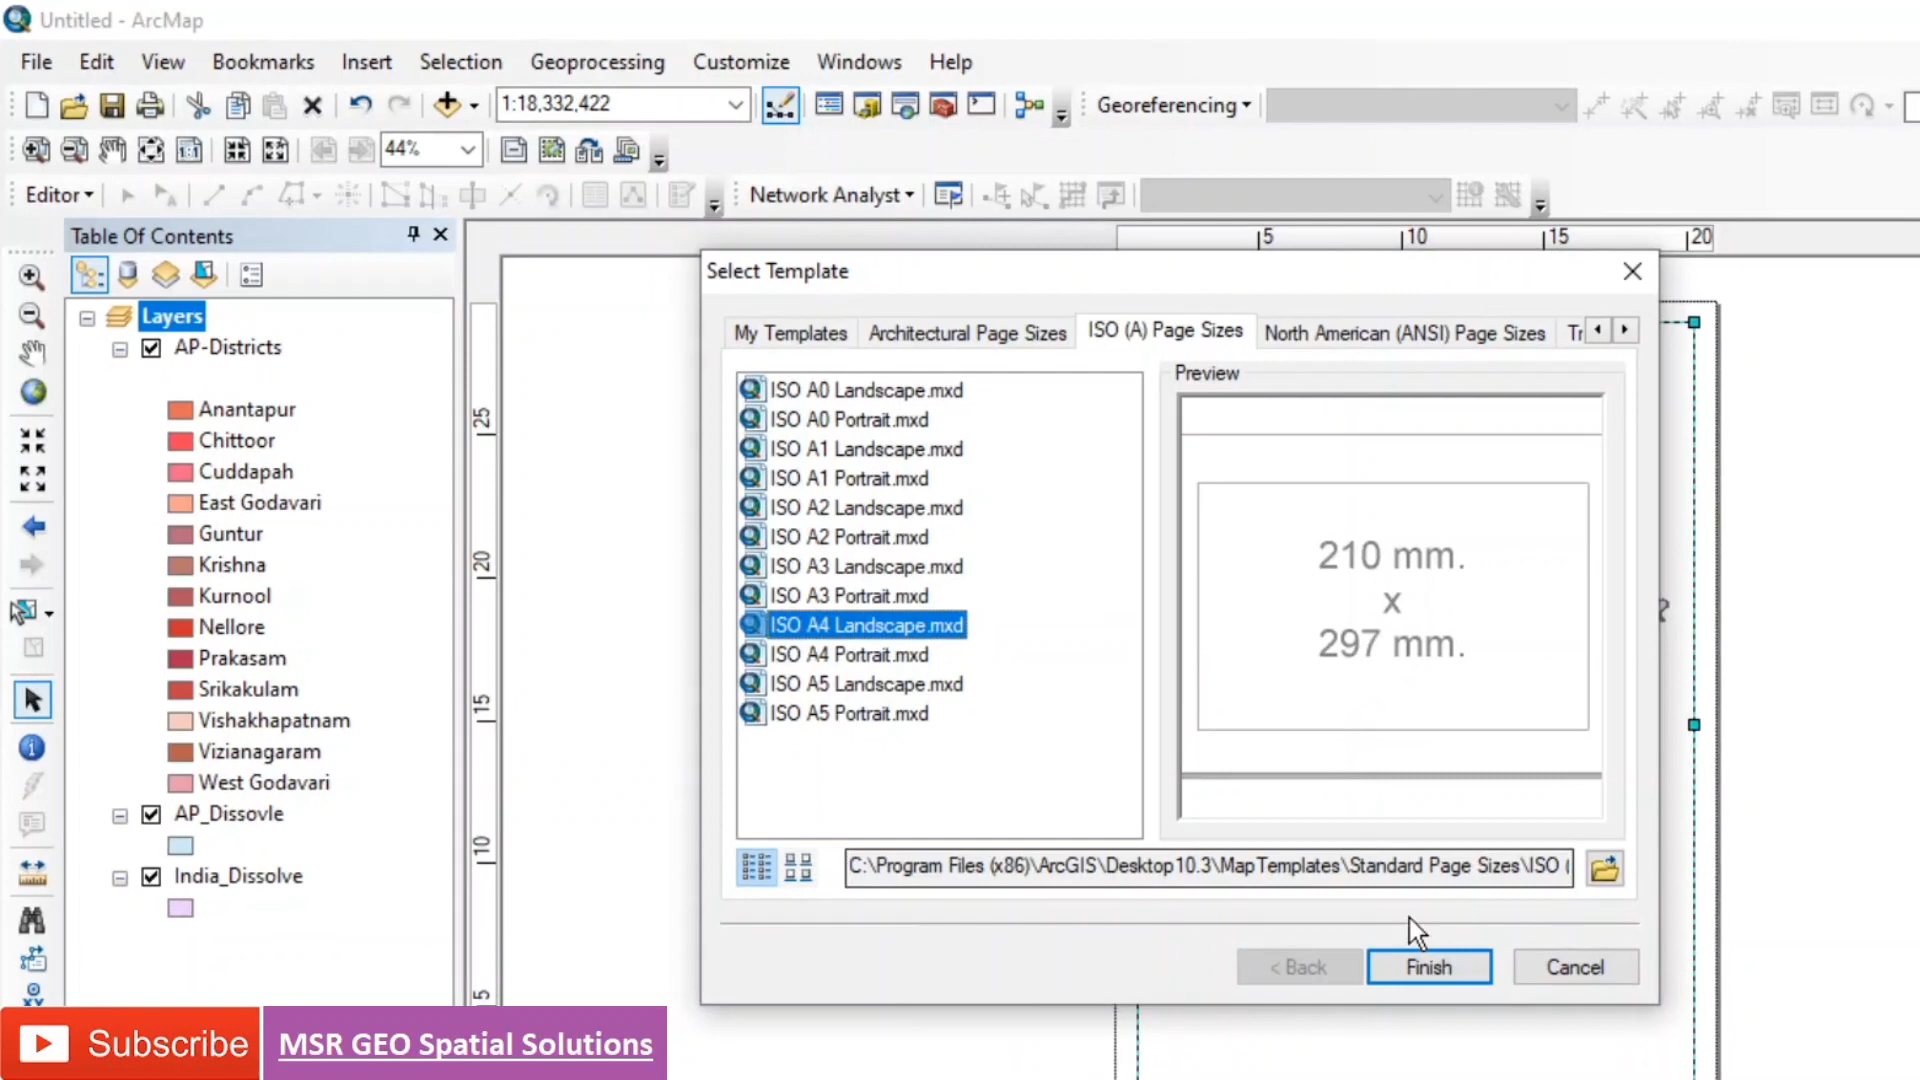 Untitled - ArcMap
File Edit View Bookmarks Insert Selection Geoprocessing Customize Windows Help
1:18,332,422 Georeferencing
1:1 44%
Editor Network Analyst
Table Of Contents
5 10 15 20
Layers
AP-Districts
Anantapur
Chittoor
Cuddapah
East Godavari
Guntur
Krishna
Kurnool
Nellore
Prakasam
Srikakulam
Vishakhapatnam
Vizianagaram
West Godavari
AP_Dissovle
India_Dissolve
XY
25
20
15
10
5
Select Template
My Templates Architectural Page Sizes ISO (A) Page Sizes North American (ANSI) Page Sizes Tr
ISO A0 Landscape.mxd
ISO A0 Portrait.mxd
ISO A1 Landscape.mxd
ISO A1 Portrait.mxd
ISO A2 Landscape.mxd
ISO A2 Portrait.mxd
ISO A3 Landscape.mxd
ISO A3 Portrait.mxd
ISO A4 Landscape.mxd
ISO A4 Portrait.mxd
ISO A5 Landscape.mxd
ISO A5 Portrait.mxd
Preview
210 mm.
x
297 mm.
C:\Program Files (x86)\ArcGIS\Desktop10.3\MapTemplates\Standard Page Sizes\ISO (
< Back Finish Cancel
Subscribe MSR GEO Spatial Solutions